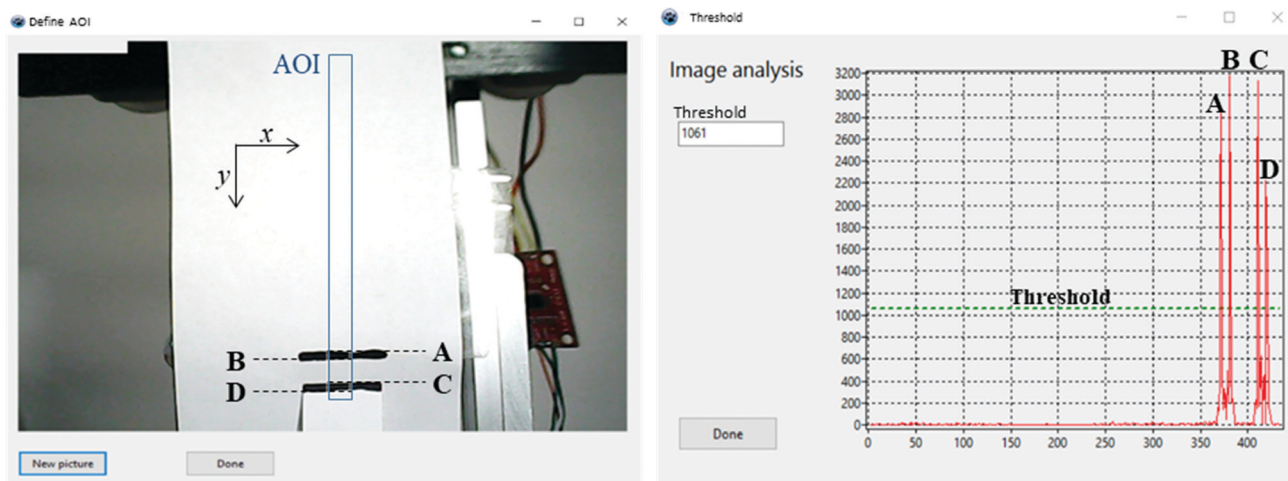 Define AOI
AOI
x
y
B
A
D
C
New picture
Done
Threshold
Image analysis
Threshold
1061
Done
A
B
C
D
Threshold
3200
3000
2800
2600
2400
2200
2000
1800
1600
1400
1200
1000
800
600
400
200
0
0 50 100 150 200 250 300 350 400